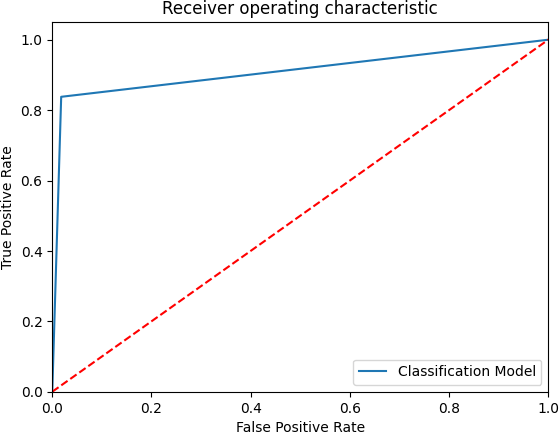 Receiver operating characteristic
True Positive Rate
1.0
0.8
0.6
0.4
0.2
0.0
Classification Model
0.0 0.2 0.4 0.6 0.8 1.0
False Positive Rate